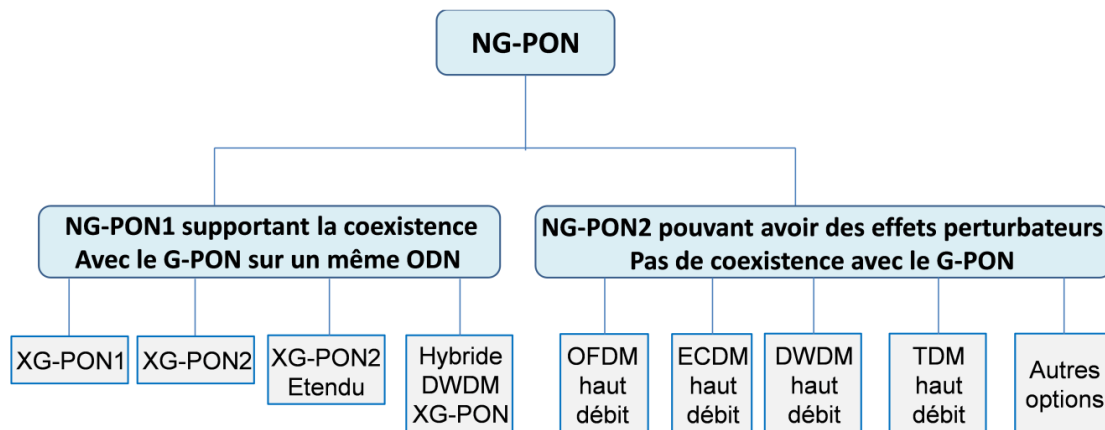 NG-PON
NG-PON1 supportant la coexistence
Avec le G-PON sur un même ODN
NG-PON2 pouvant avoir des effets perturbateurs
Pas de coexistence avec le G-PON
XG-PON1
XG-PON2
XG-PON2
Etendu
Hybride
DWDM
XG-PON
OFDM
haut
débit
ECDM
haut
débit
DWDM
haut
débit
TDM
haut
débit
Autres
options